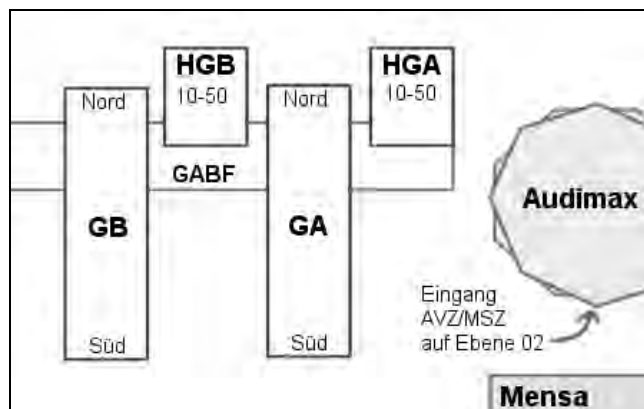 HGB
10-50
HGA
10-50
Nord
Nord
GABF
GB
GA
Audimax
Süd
Süd
Eingang
AVZ/MSZ
auf Ebene 02
Mensa